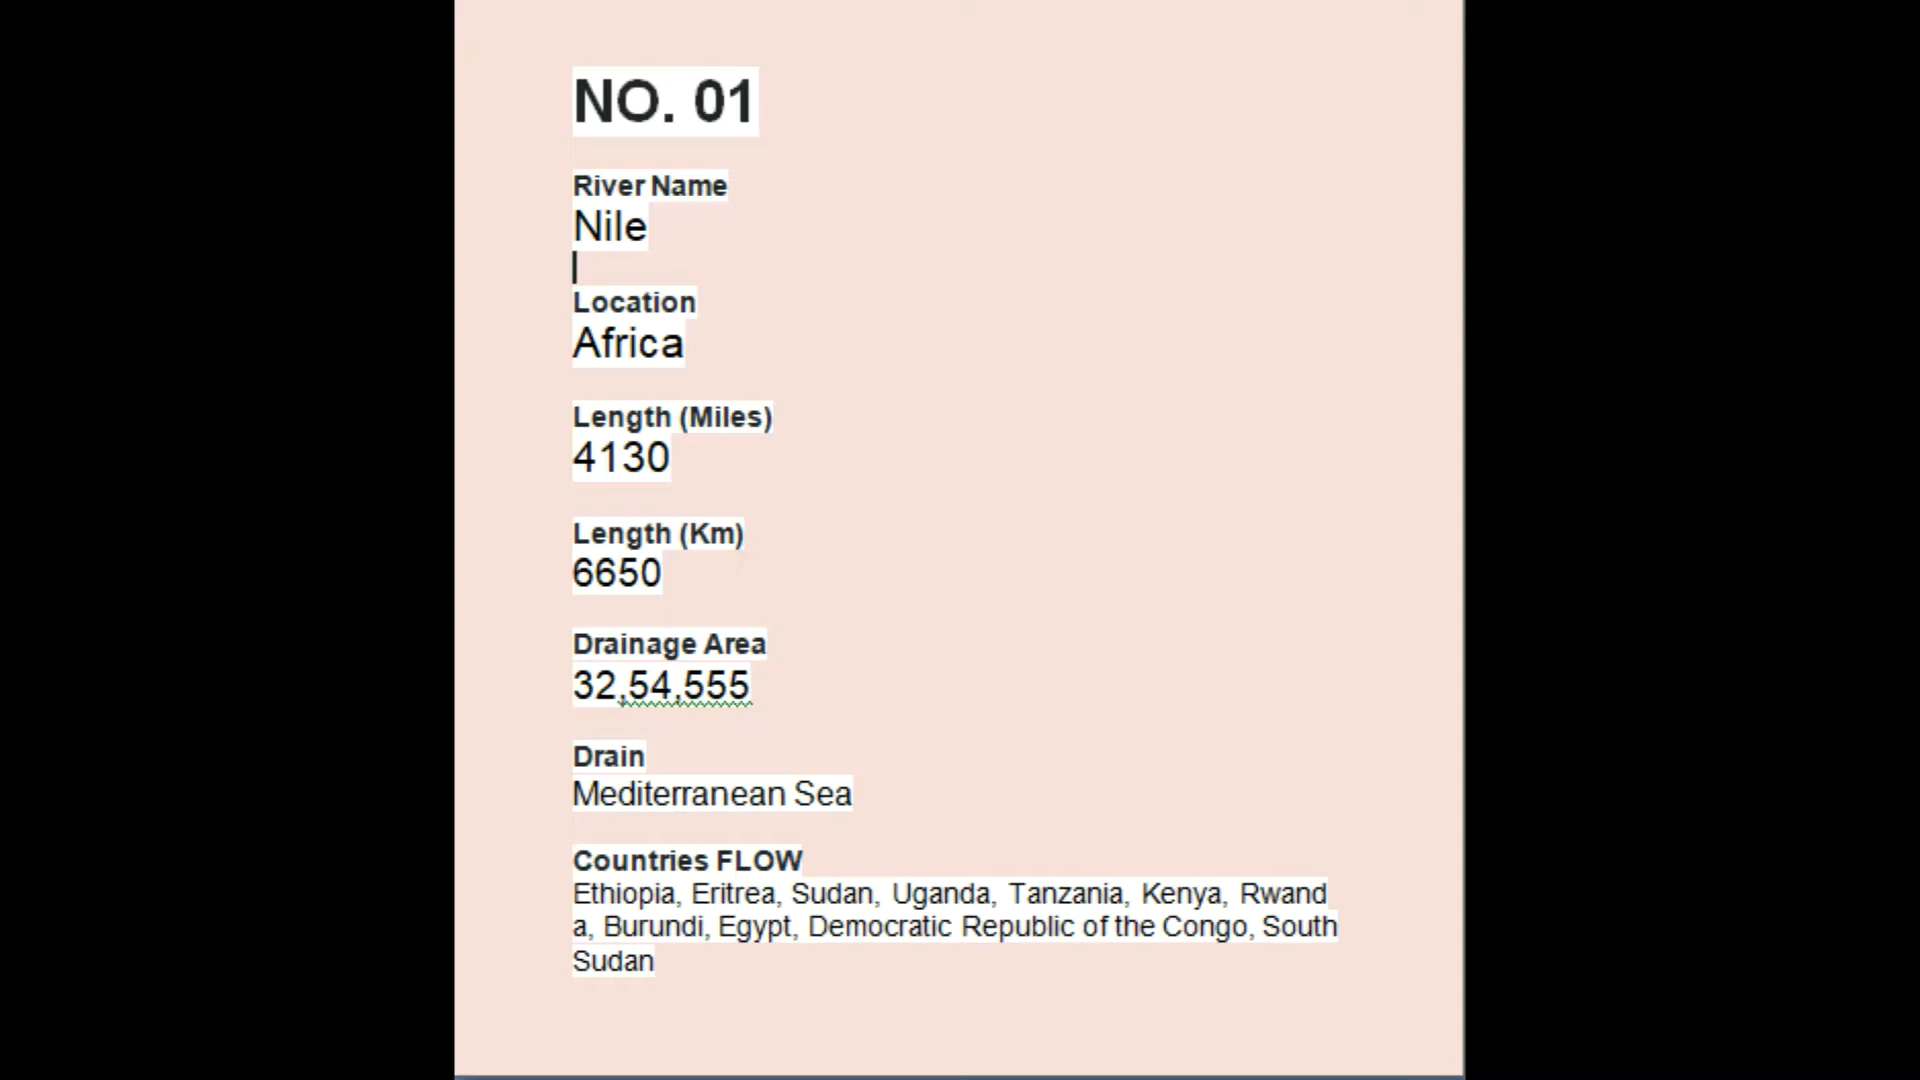 NO. 01
River Name
Nile
Location
Africa
Length (Miles)
4130
Length (Km)
6650
Drainage Area
32,54,555
Drain
Mediterranean Sea
Countries FLOW
Ethiopia, Eritrea, Sudan, Uganda, Tanzania, Kenya, Rwand
a, Burundi, Egypt, Democratic Republic of the Congo, South
Sudan